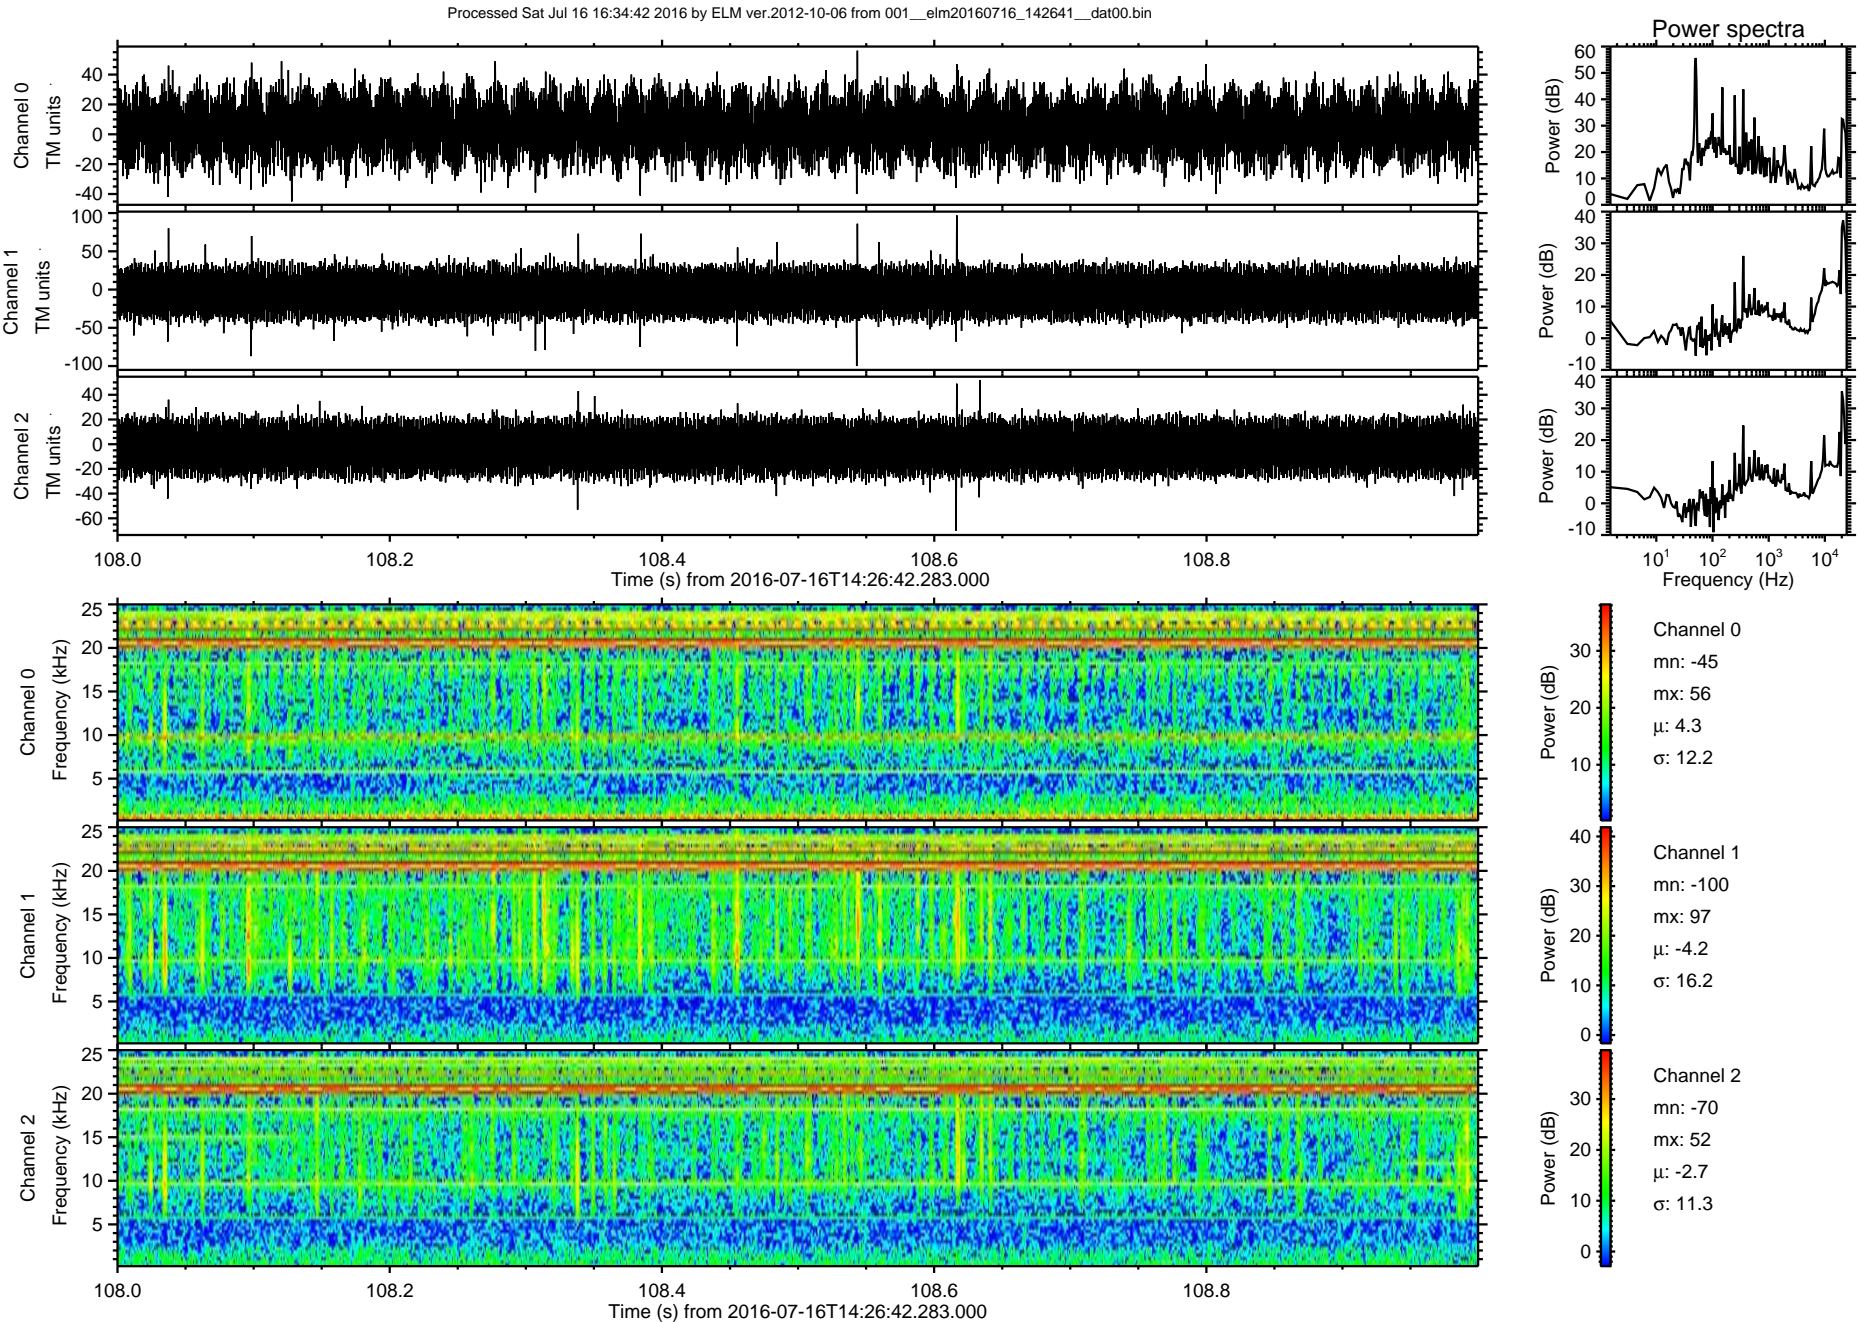 Processed Sat Jul 16 16:34:42 2016 by ELM ver.2012-10-06 from 001__elm20160716_142641__dat00.bin
Power spectra
Channel 0
TM units
40
20
0
-20
-40
Power (dB)
60
50
40
30
20
10
0
Channel 1
TM units
100
50
0
-50
-100
Power (dB)
40
30
20
10
0
-10
Channel 2
TM units
40
20
0
-20
-40
-60
Power (dB)
40
30
20
10
0
-10
108.0 108.2 108.4 108.6 108.8
Time (s) from 2016-07-16T14:26:42.283.000
10^1 10^2 10^3 10^4
Frequency (Hz)
Channel 0
Frequency (kHz)
25
20
15
10
5
Power (dB)
30
20
10
Channel 0
mn: -45
mx: 56
μ: 4.3
σ: 12.2
Channel 1
Frequency (kHz)
25
20
15
10
5
Power (dB)
40
30
20
10
0
Channel 1
mn: -100
mx: 97
μ: -4.2
σ: 16.2
Channel 2
Frequency (kHz)
25
20
15
10
5
Power (dB)
30
20
10
0
Channel 2
mn: -70
mx: 52
μ: -2.7
σ: 11.3
108.0 108.2 108.4 108.6 108.8
Time (s) from 2016-07-16T14:26:42.283.000